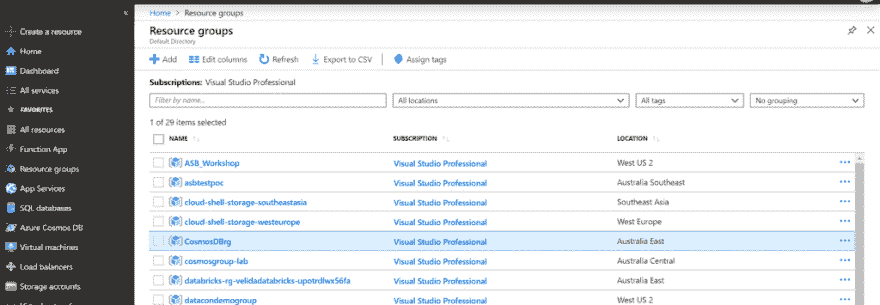 «
Home > Resource groups
Create a resource
Home
Dashboard
All services
FAVORITES
All resources
Function App
Resource groups
App Services
SQL databases
Azure Cosmos DB
Virtual machines
Load balancers
Storage accounts
Resource groups
Default Directory
Add Edit columns Refresh Export to CSV Assign tags
Subscriptions: Visual Studio Professional
Filter by name... All locations All tags No grouping
1 of 29 items selected
NAME SUBSCRIPTION LOCATION
ASB_Workshop Visual Studio Professional West US 2
asbtestpoc Visual Studio Professional Australia Southeast
cloud-shell-storage-southeastasia Visual Studio Professional Southeast Asia
cloud-shell-storage-westeurope Visual Studio Professional West Europe
CosmosDBrg Visual Studio Professional Australia East
cosmosgroup-lab Visual Studio Professional Australia Central
databricks-rg-velidadatabricks-upotrdfwx56fa Visual Studio Professional Australia East
datacondemogroup Visual Studio Professional West US 2